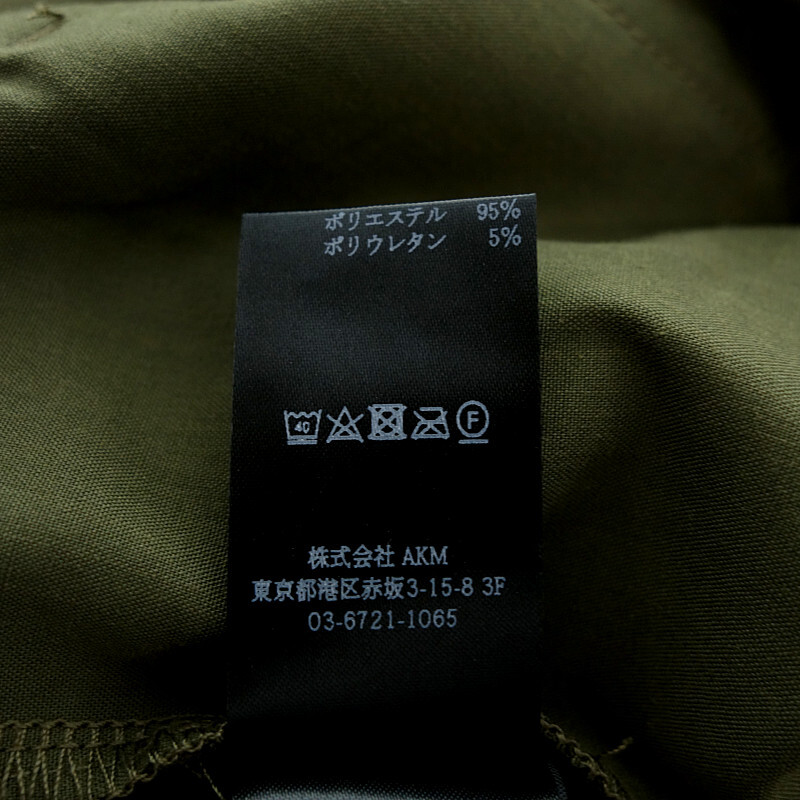 ポリエステル 95%
ポリウレタン 5%
40 F
株式会社 AKM
東京都港区赤坂3-15-8 3F
03-6721-1065